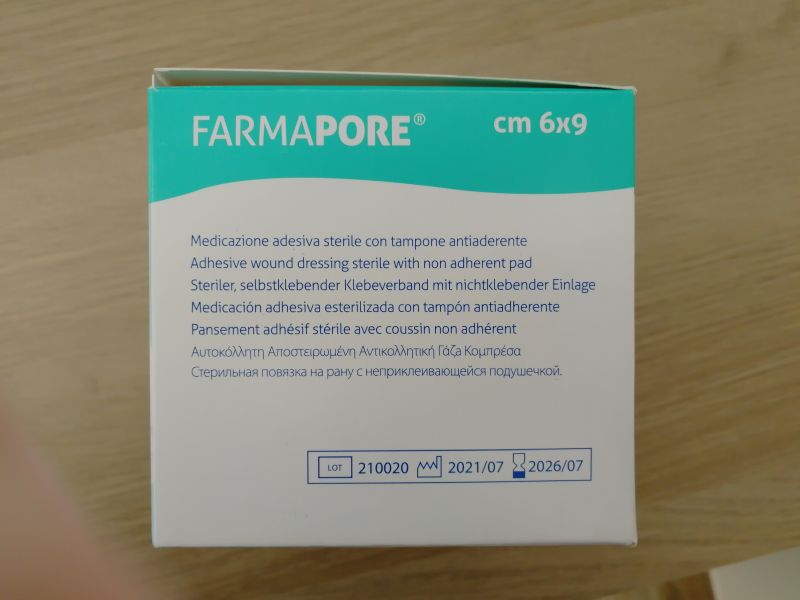 FARMAPORE® cm 6x9
Medicazione adesiva sterile con tampone antiaderente
Adhesive wound dressing sterile with non adherent pad
Steriler, selbstklebender Klebeverband mit nichtklebender Einlage
Medicación adhesiva esterilizada con tampón antiadherente
Pansement adhésif stérile avec coussin non adhérent
Αυτοκόλλητη Αποστειρωμένη Αντικολλητική Γάζα Κομπρέσα
Стерильная повязка на рану с неприклеивающейся подушечкой.
LOT 210020 2021/07 2026/07